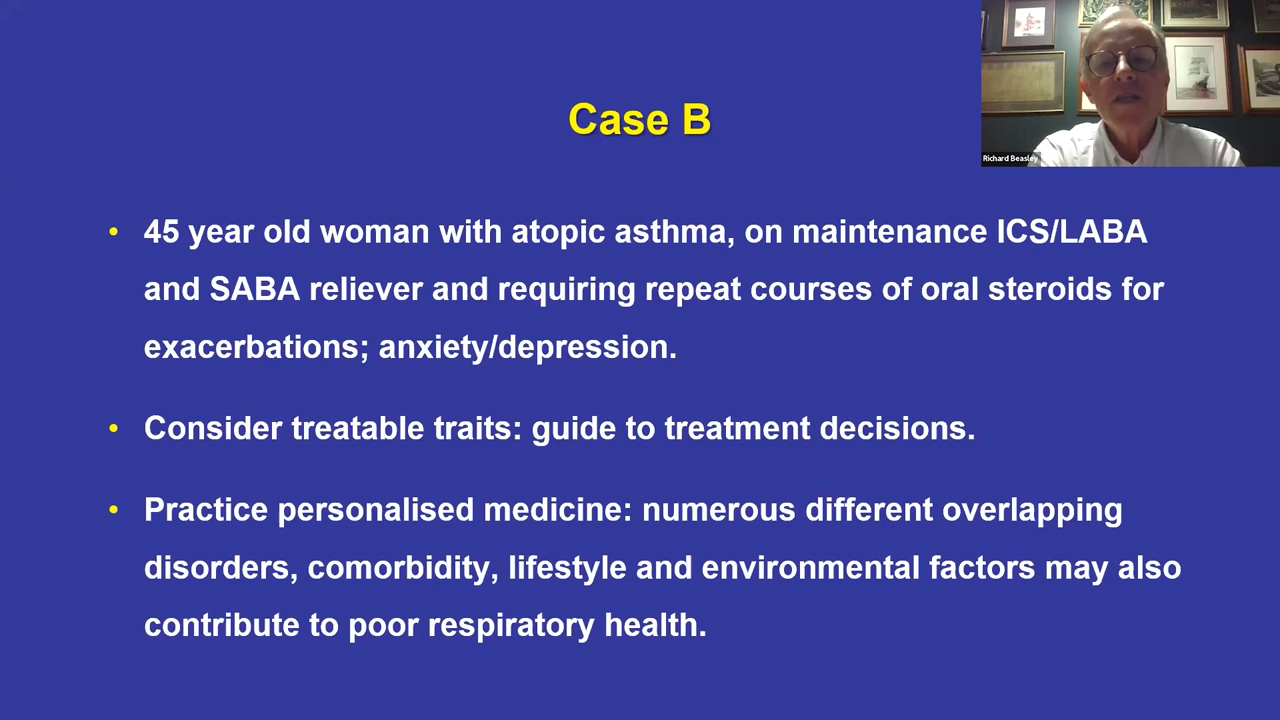 Case B
Richard Beasley
• 45 year old woman with atopic asthma, on maintenance ICS/LABA
and SABA reliever and requiring repeat courses of oral steroids for
exacerbations; anxiety/depression.
• Consider treatable traits: guide to treatment decisions.
• Practice personalised medicine: numerous different overlapping
disorders, comorbidity, lifestyle and environmental factors may also
contribute to poor respiratory health.